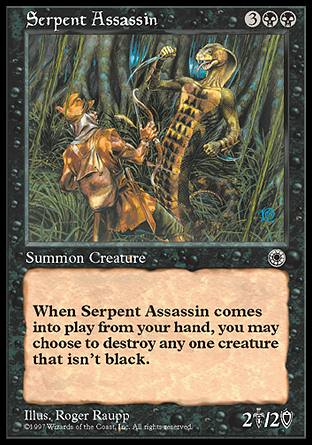 Serpent Assassin 3
Summon Creature
When Serpent Assassin comes
into play from your hand, you may
choose to destroy any one creature
that isn't black.
Illus. Roger Raupp
©1997 Wizards of the Coast, Inc. All rights reserved.
2/2